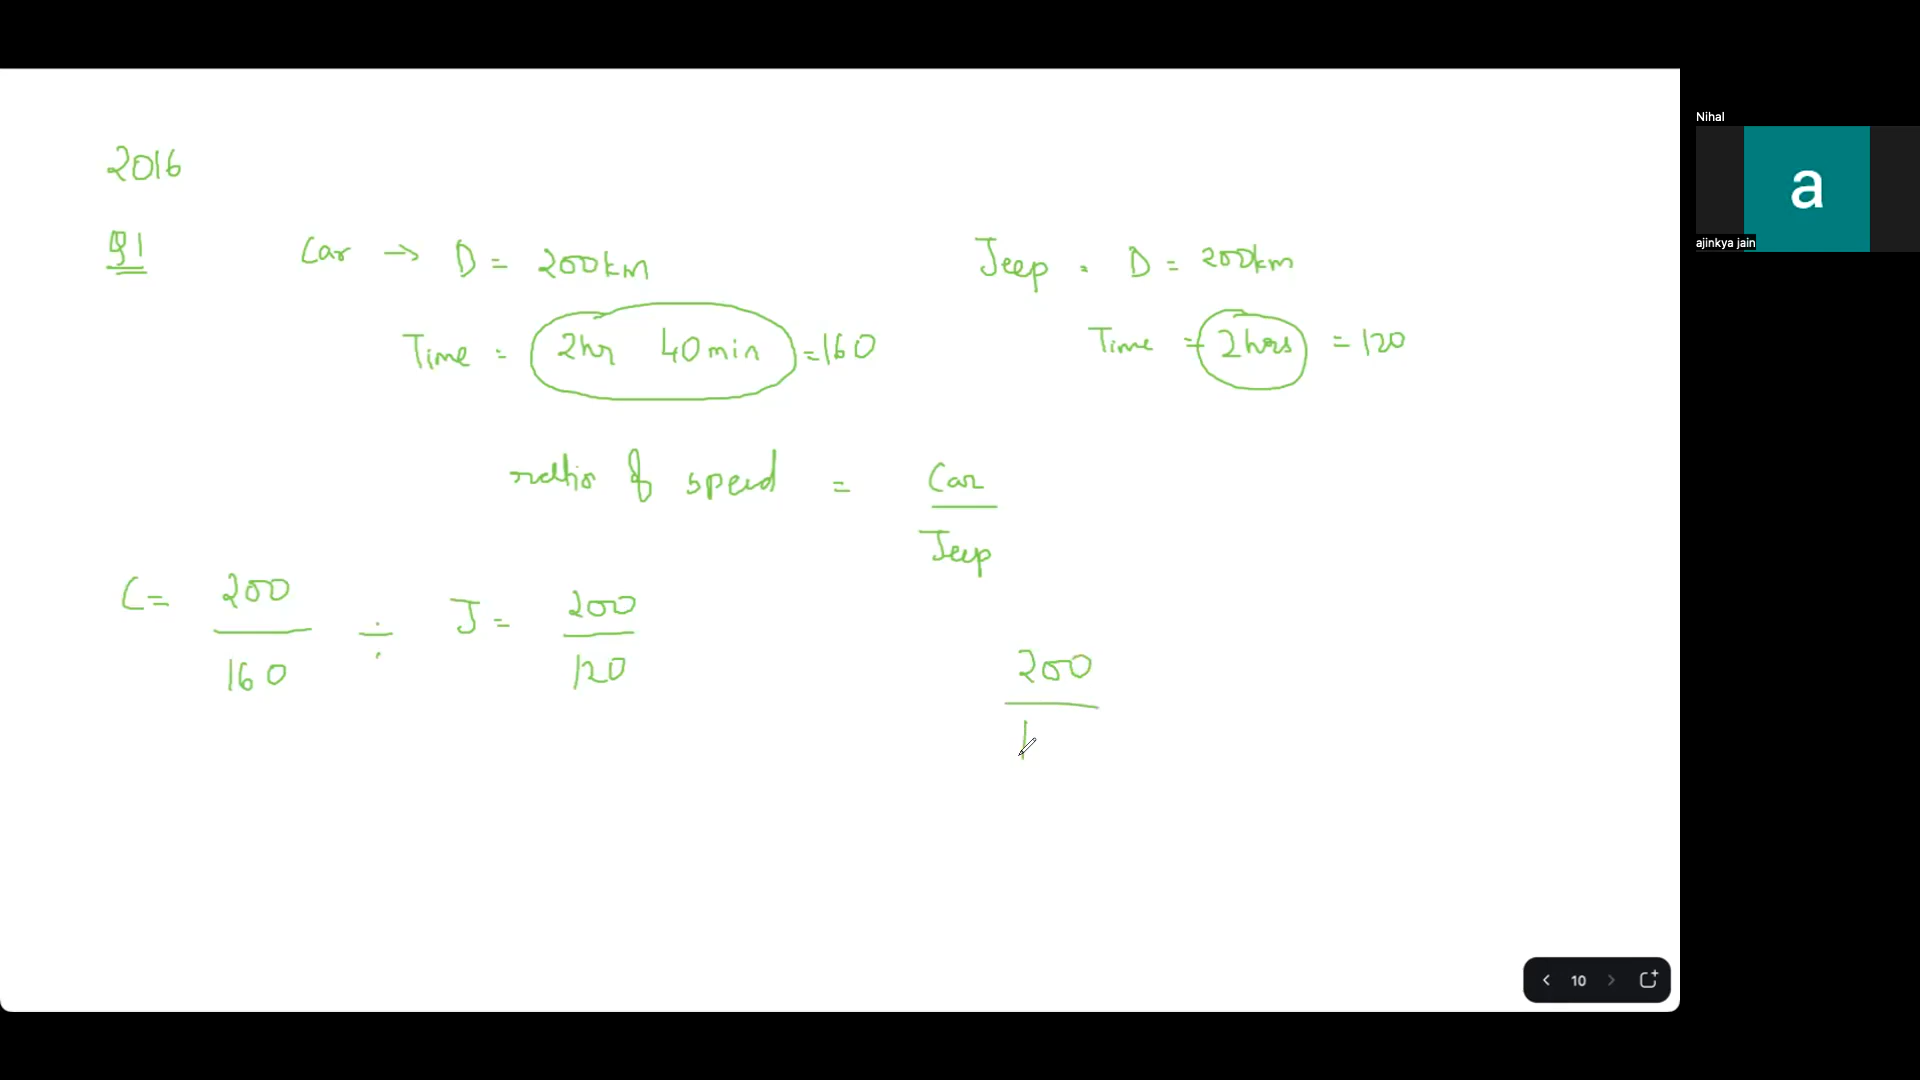 2016
Q1 Car → D = 200km Jeep . D = 200km
Time = 2hr 40min =160 Time = 2hrs = 120
ratio of speed = Car
Jeep
C= 200 ÷ J = 200
160 120
200
1
Nihal
a
ajinkya jain
10